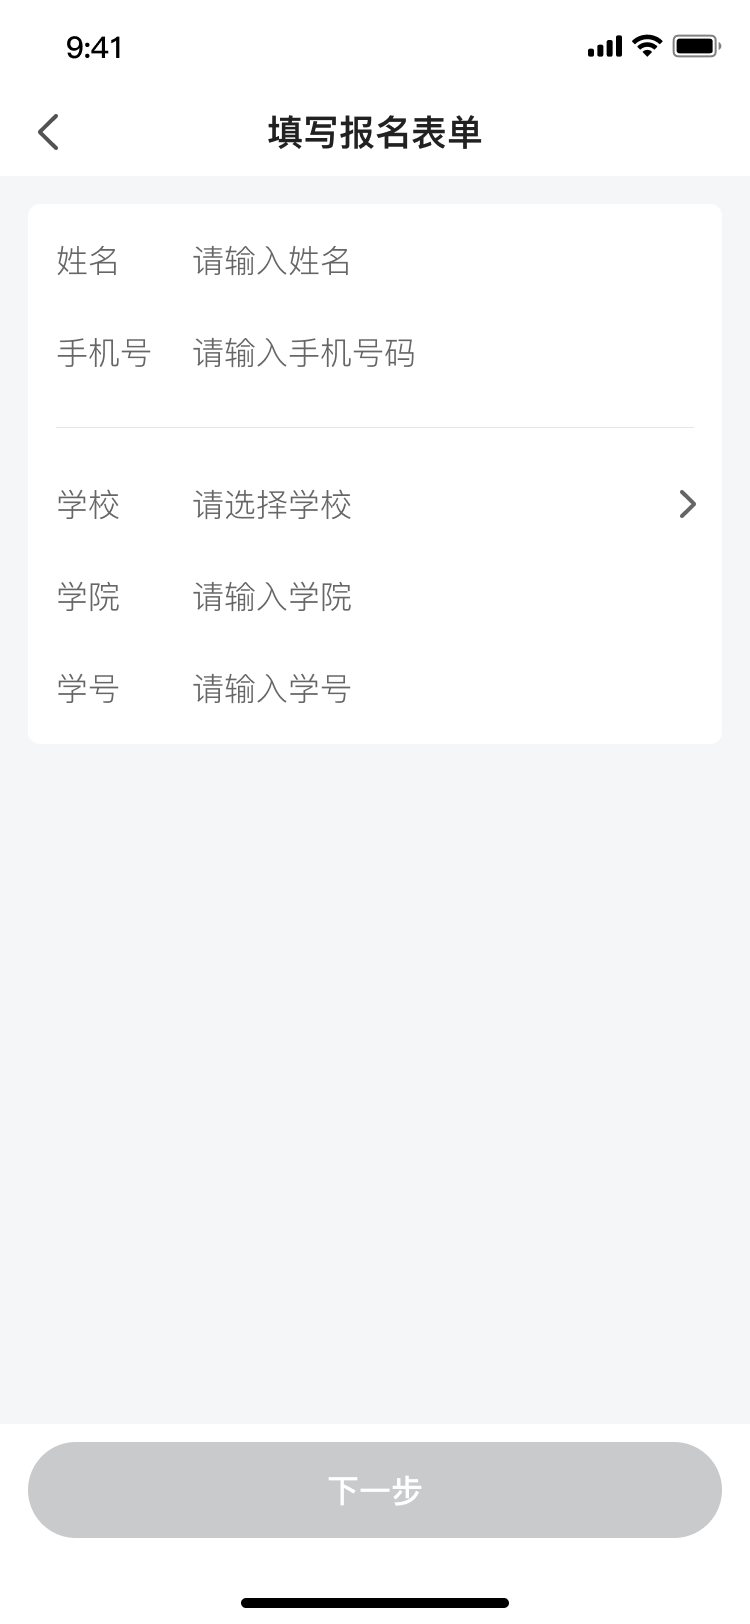 9:41
填写报名表单
姓名 请输入姓名
手机号 请输入手机号码
学校 请选择学校
学院 请输入学院
学号 请输入学号
下一步